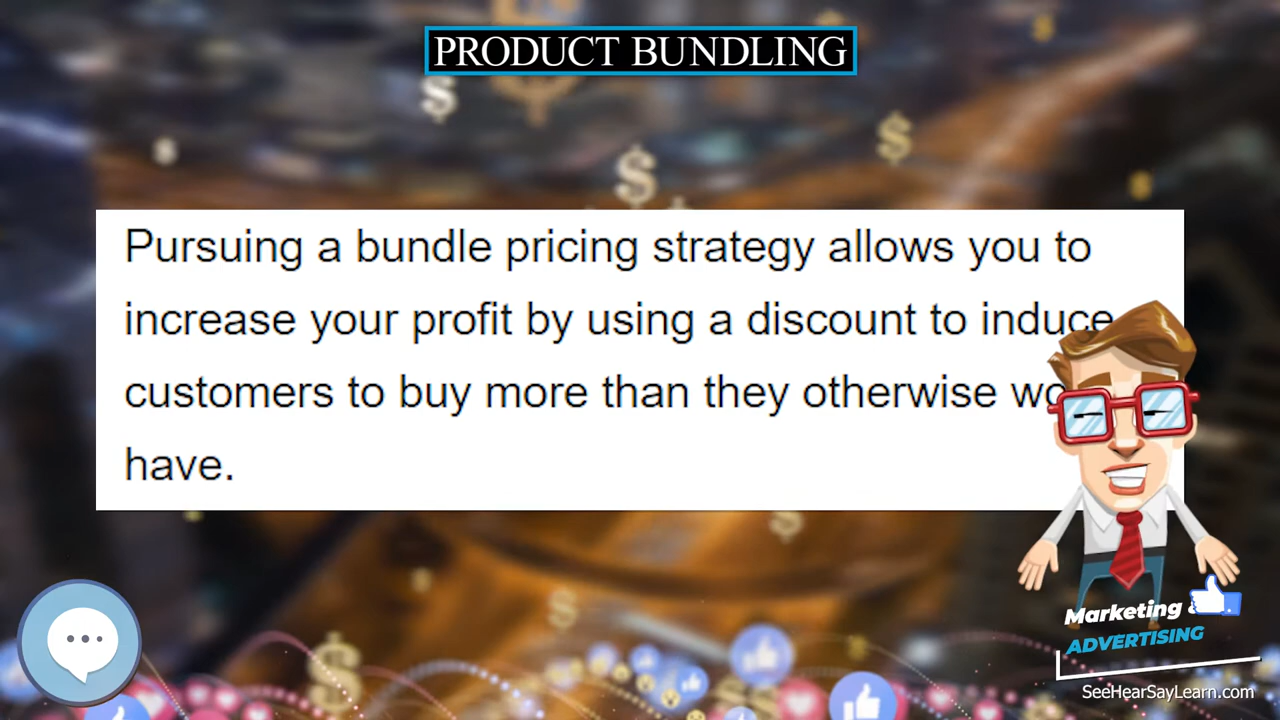 PRODUCT BUNDLING
Pursuing a bundle pricing strategy allows you to
increase your profit by using a discount to induce
customers to buy more than they otherwise
have.
Marketing
ADVERTISING
SeeHearSayLearn.com